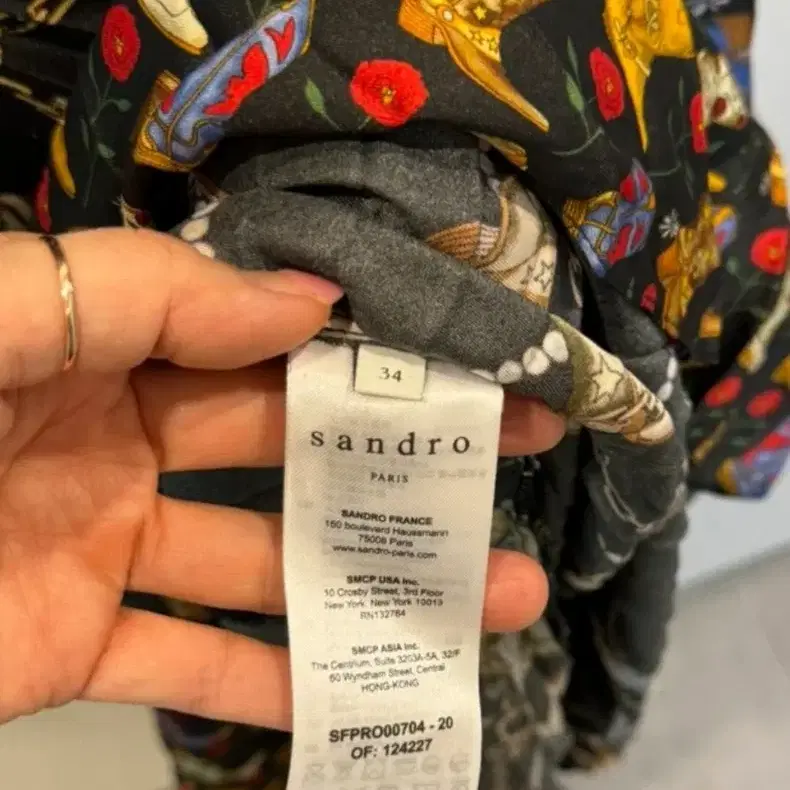 34
sandro
PARIS
SANDRO FRANCE
150 boulevard Haussmann
75008 Paris
www.sandro-paris.com
SMCP USA Inc.
10 Crosby Street, 3rd Floor
New York, New York 10013
RN132764
SMCP ASIA Inc.
The Centrium, Suite 3203A-5A, 32/F
60 Wyndham Street, Central
HONG-KONG
SFPRO00704 - 20
OF: 124227